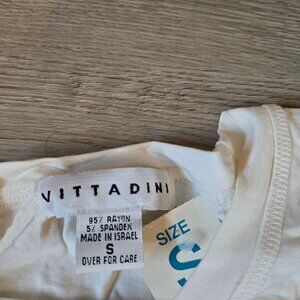 VITTADINI
95% RAYON
5% SPANDEX
MADE IN ISRAEL
S
OVER FOR CARE
SIZE
S